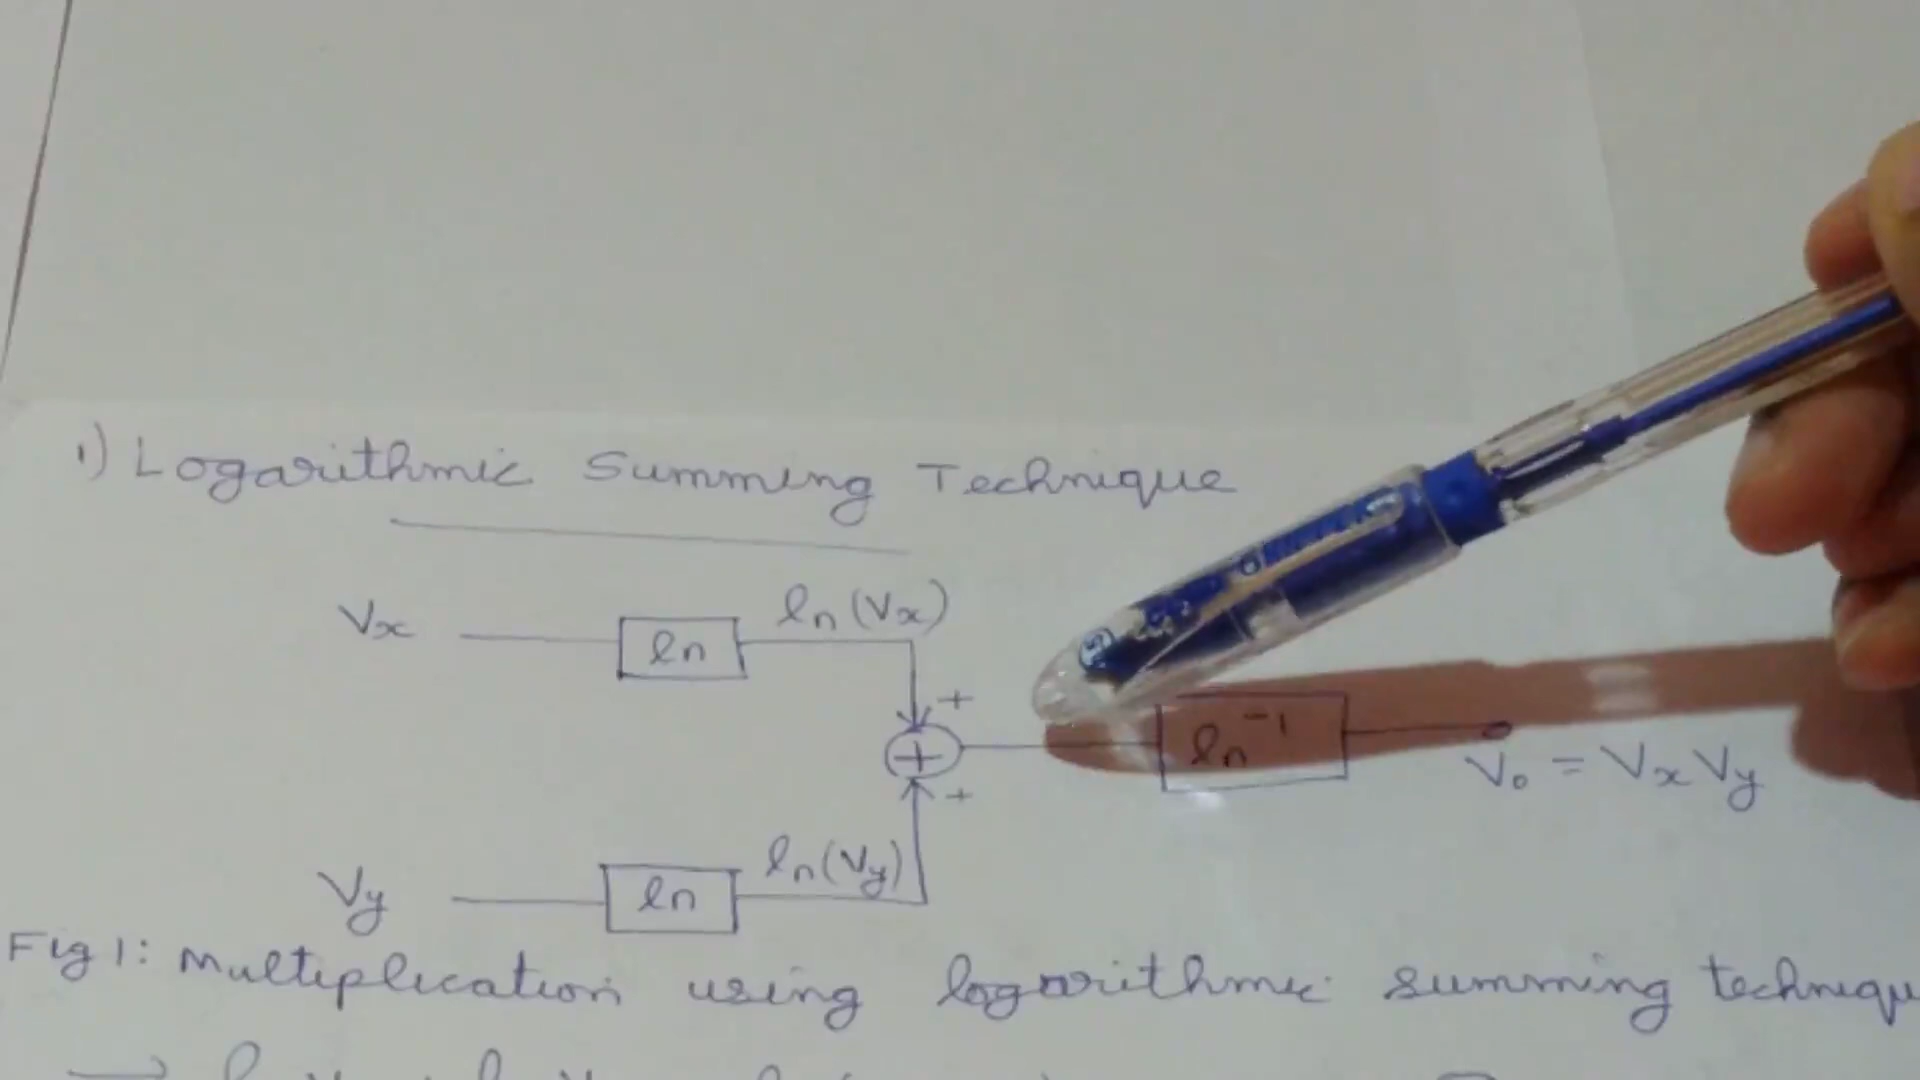 1) Logarithmic Summing Technique
Vx
ln
ln (Vx)
+
+
+
ln⁻¹
Vo = Vx Vy
Vy
ln
ln(Vy)
Fig 1: Multiplication using logarithmic summing